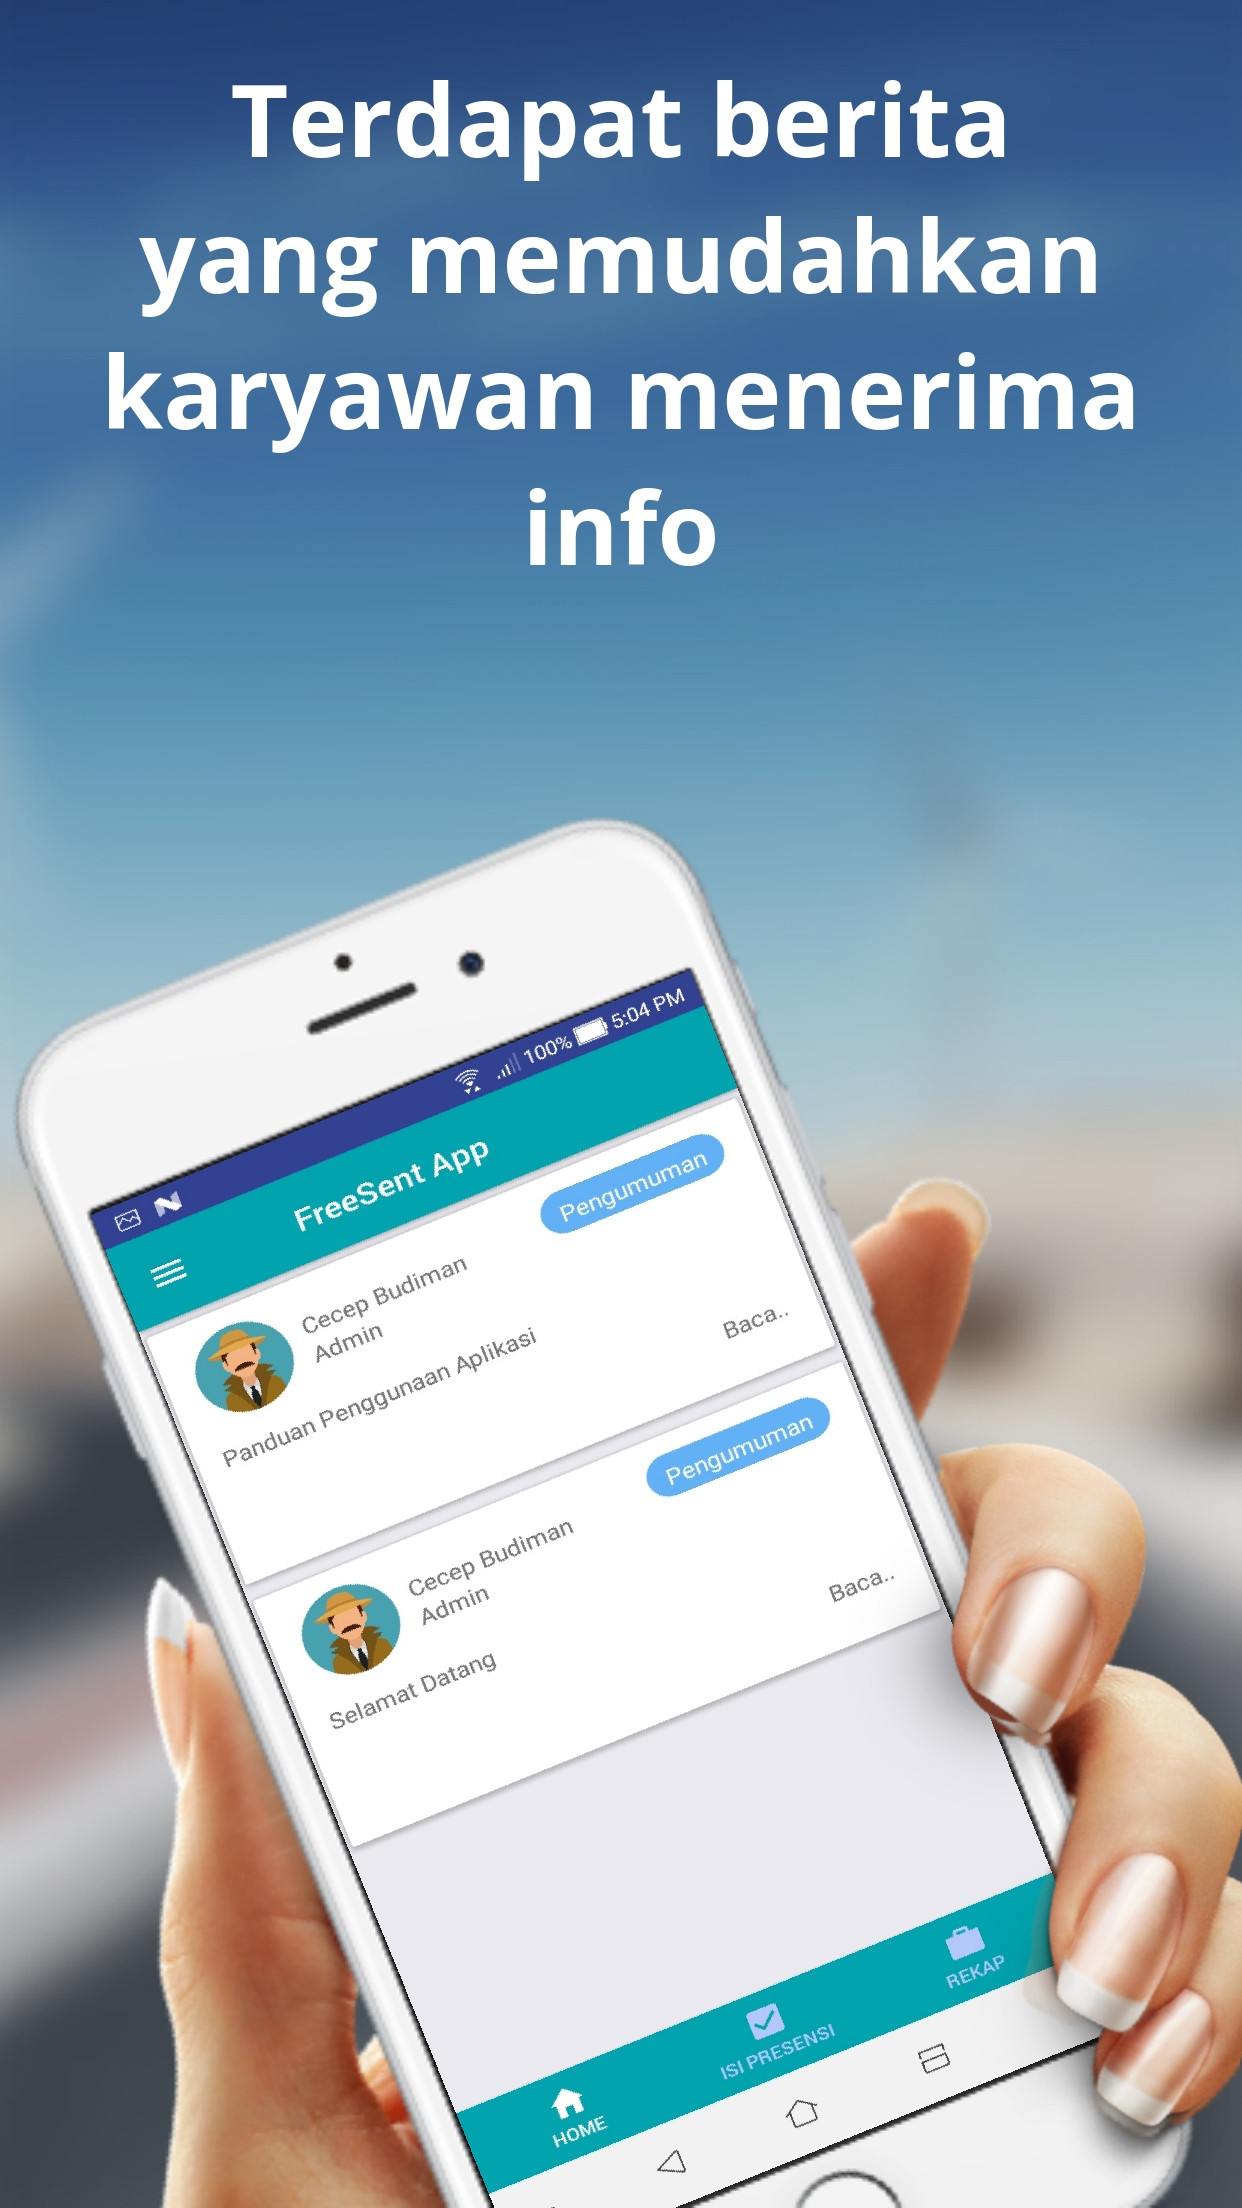 Terdapat berita
yang memudahkan
karyawan menerima
info
100% 5:04 PM
FreeSent App
Pengumuman
Cecep Budiman
Admin
Panduan Penggunaan Aplikasi
Baca..
Pengumuman
Cecep Budiman
Admin
Selamat Datang
Baca..
HOME
ISI PRESENSI
REKAP